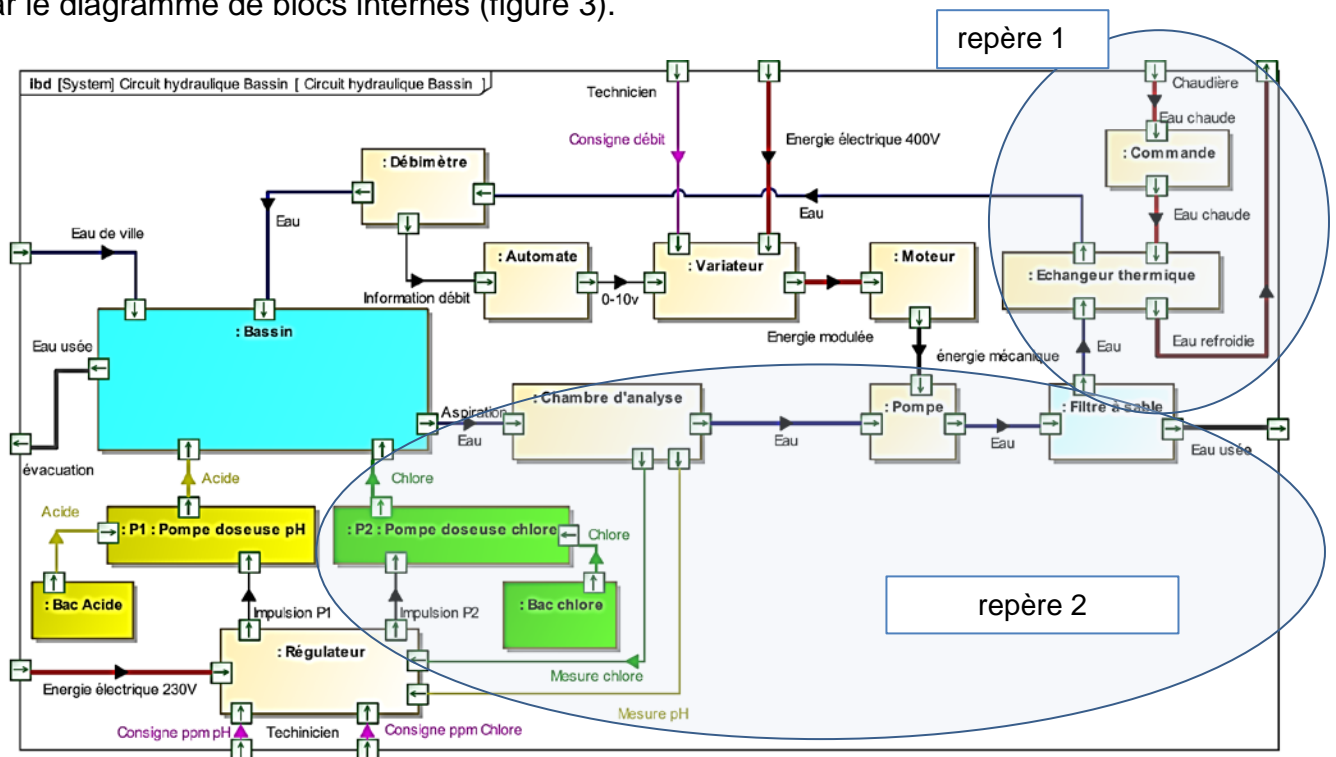 ar le diagramme de blocs internes (figure 3).
repère 1
ibd [System] Circuit hydraulique Bassin [ Circuit hydraulique Bassin ]
Technicien
Chaudière
Eau chaude
Consigne débit
Energie électrique 400V
: Commande
: Débimètre
Eau
Eau
Eau chaude
Eau de ville
: Automate
: Variateur
: Moteur
: Echangeur thermique
Information débit
0-10v
: Bassin
Energie modulée
Eau refroidie
Eau usée
énergie mécanique
Eau
: Chambre d'analyse
: Pompe
: Filtre à sable
Aspiration
Eau
Eau
Eau
Eau usée
évacuation
Acide
Chlore
Acide
: P1 : Pompe doseuse pH
: P2 : Pompe doseuse chlore
Chlore
: Bac Acide
Impulsion P1
Impulsion P2
: Bac chlore
repère 2
: Régulateur
Mesure chlore
Energie électrique 230V
Mesure pH
Consigne ppm pH
Techinicien
Consigne ppm Chlore